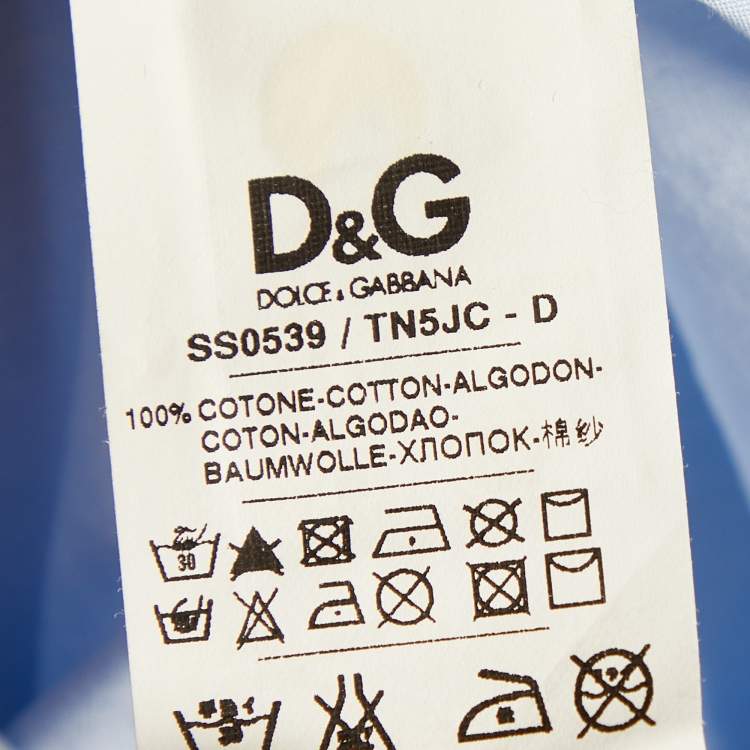 D&G
DOLCE & GABBANA
SS0539 / TN5JC - D
100% COTONE-COTTON-ALGODON-
COTON-ALGODAO-
BAUMWOLLE-ХЛОПОК-棉紗
30